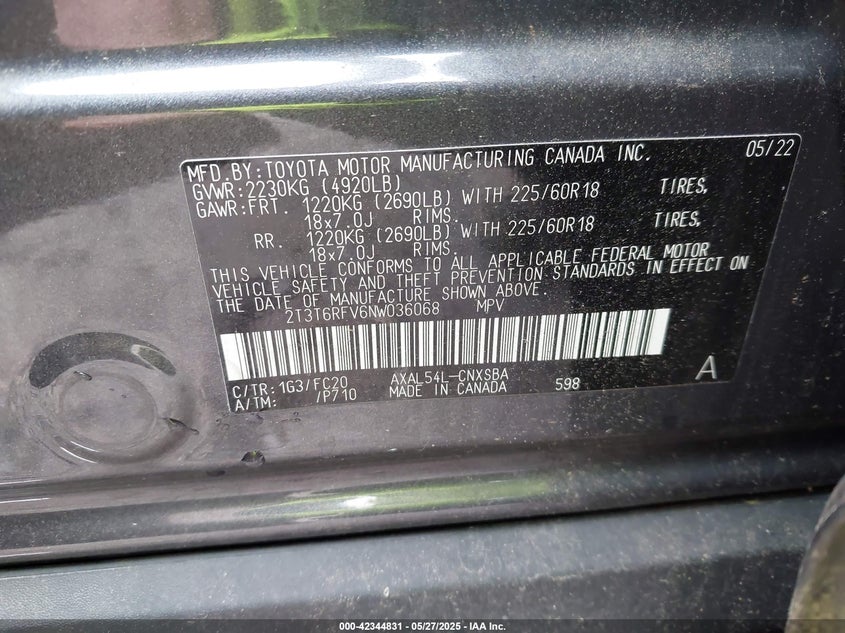 MFD.BY:TOYOTA MOTOR MANUFACTURING CANADA INC. 05/22
GVWR:2230KG (4920LB)
GAWR:FRT. 1220KG (2690LB) WITH 225/60R18 TIRES,
18x7.0J RIMS.
RR. 1220KG (2690LB) WITH 225/60R18 TIRES,
18x7.0J RIMS.
THIS VEHICLE CONFORMS TO ALL APPLICABLE FEDERAL MOTOR
VEHICLE SAFETY AND THEFT PREVENTION STANDARDS IN EFFECT ON
THE DATE OF MANUFACTURE SHOWN ABOVE.
2T3T6RFV6NW036068 MPV
C/TR: 1G3/FC20 AXAL54L-CNXSBA A
A/TM: /P710 MADE IN CANADA 598
000-42344831 - 05/27/2025 - IAA Inc.